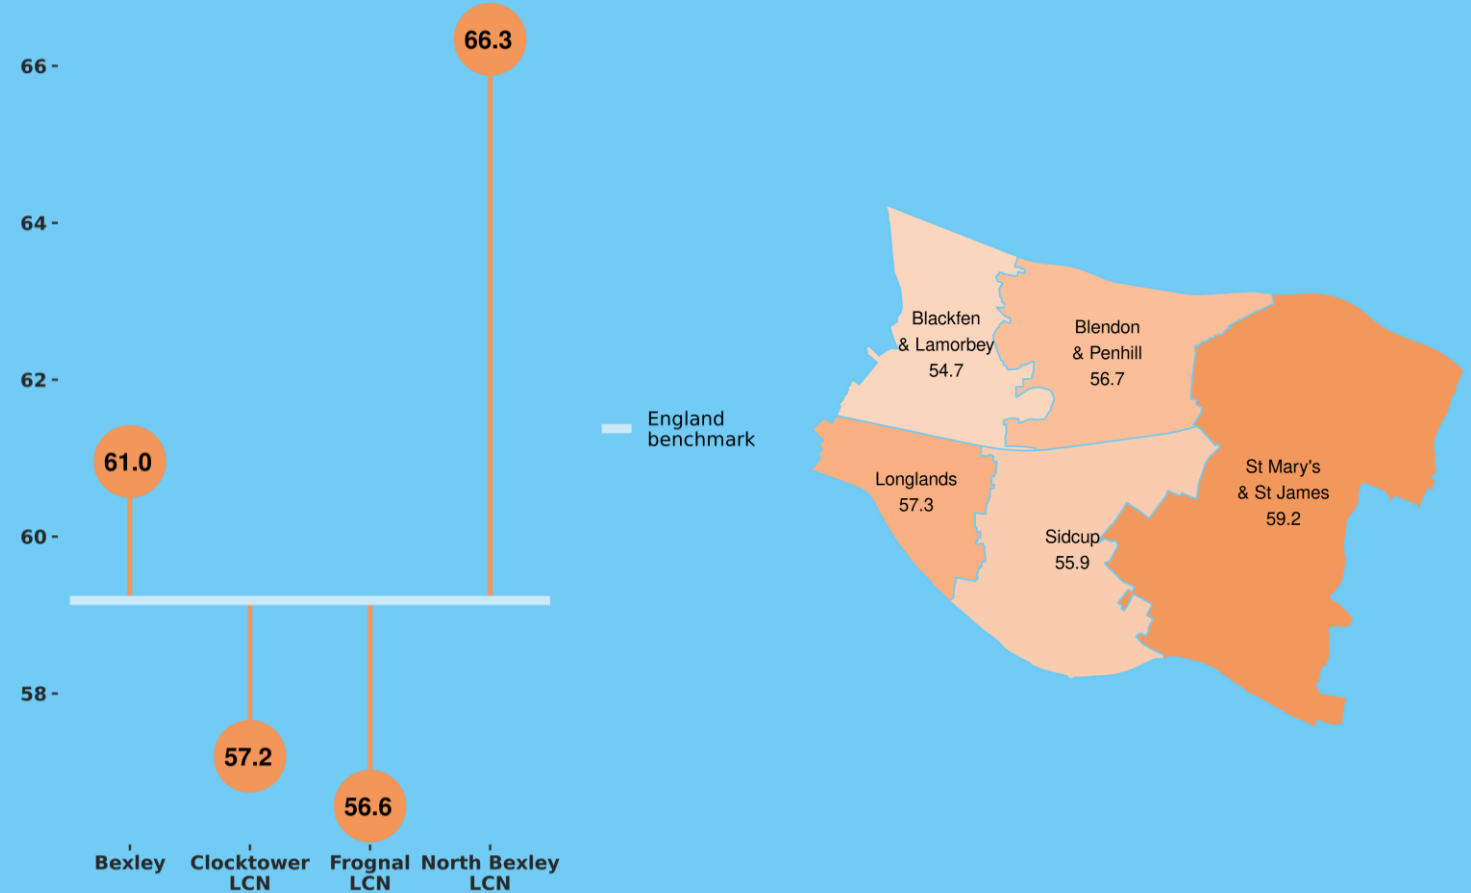 66
64
62
60
58
66.3
61.0
57.2
56.6
Bexley
Clocktower
LCN
Frognal
LCN
North Bexley
LCN
England
benchmark
Blackfen
& Lamorbey
54.7
Blendon
& Penhill
56.7
Longlands
57.3
Sidcup
55.9
St Mary's
& St James
59.2